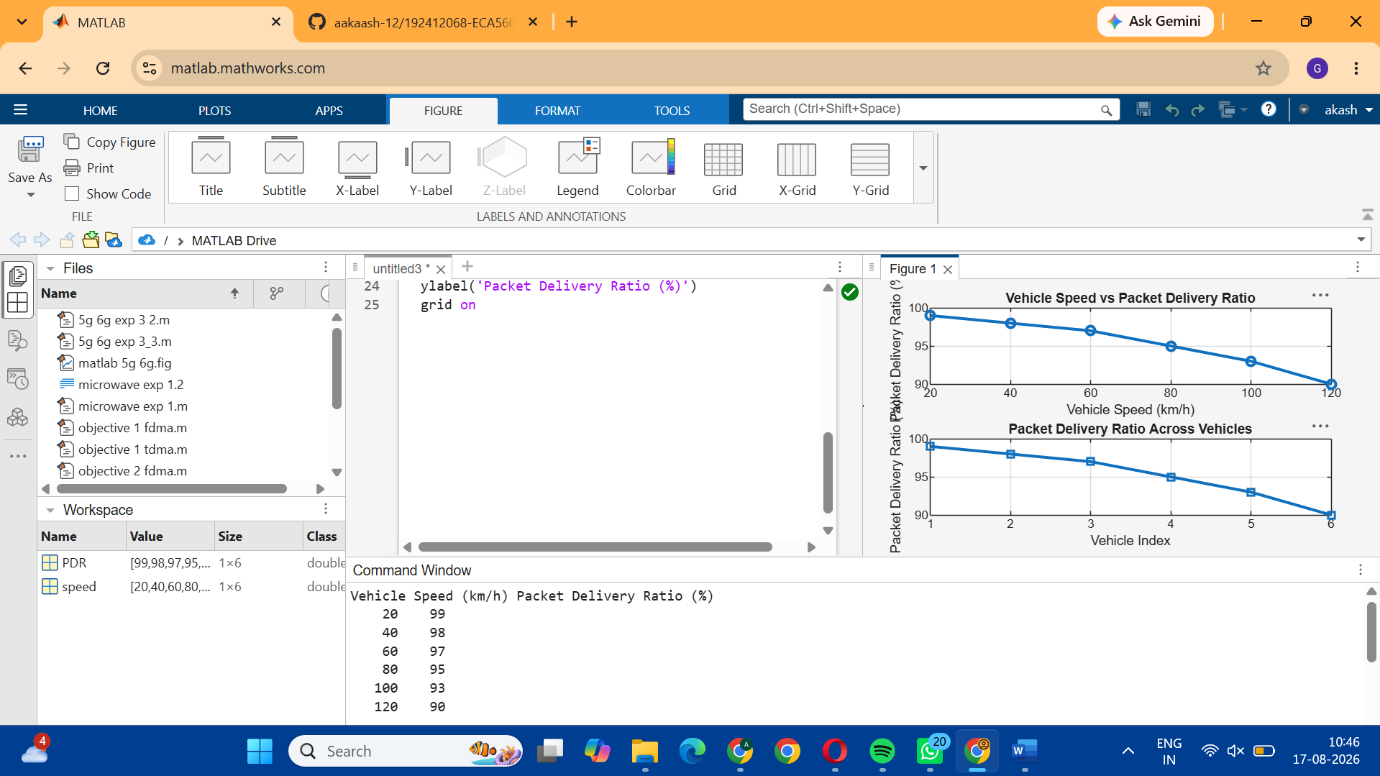 MATLAB
aakaash-12/192412068-ECA560
Ask Gemini
matlab.mathworks.com
G
HOME PLOTS APPS FIGURE FORMAT TOOLS
Search (Ctrl+Shift+Space)
akash
Save As
Copy Figure
Print
Show Code
FILE
Title Subtitle X-Label Y-Label Z-Label Legend Colorbar Grid X-Grid Y-Grid
LABELS AND ANNOTATIONS
/ > MATLAB Drive
Files
Name
5g 6g exp 3 2.m
5g 6g exp 3_3.m
matlab 5g 6g.fig
microwave exp 1.2
microwave exp 1.m
objective 1 fdma.m
objective 1 tdma.m
objective 2 fdma.m
Workspace
Name Value Size Class
PDR [99,98,97,95,... 1×6 double
speed [20,40,60,80,... 1×6 double
untitled3 *
24 ylabel('Packet Delivery Ratio (%)')
25 grid on
Figure 1
Vehicle Speed vs Packet Delivery Ratio
Packet Delivery Ratio (%)
100
95
90
20 40 60 80 100 120
Vehicle Speed (km/h)
Packet Delivery Ratio Across Vehicles
Packet Delivery Ratio (%)
100
95
90
1 2 3 4 5 6
Vehicle Index
Command Window
Vehicle Speed (km/h) Packet Delivery Ratio (%)
20 99
40 98
60 97
80 95
100 93
120 90
4
Search
A
20
W
ENG
IN
10:46
17-08-2026